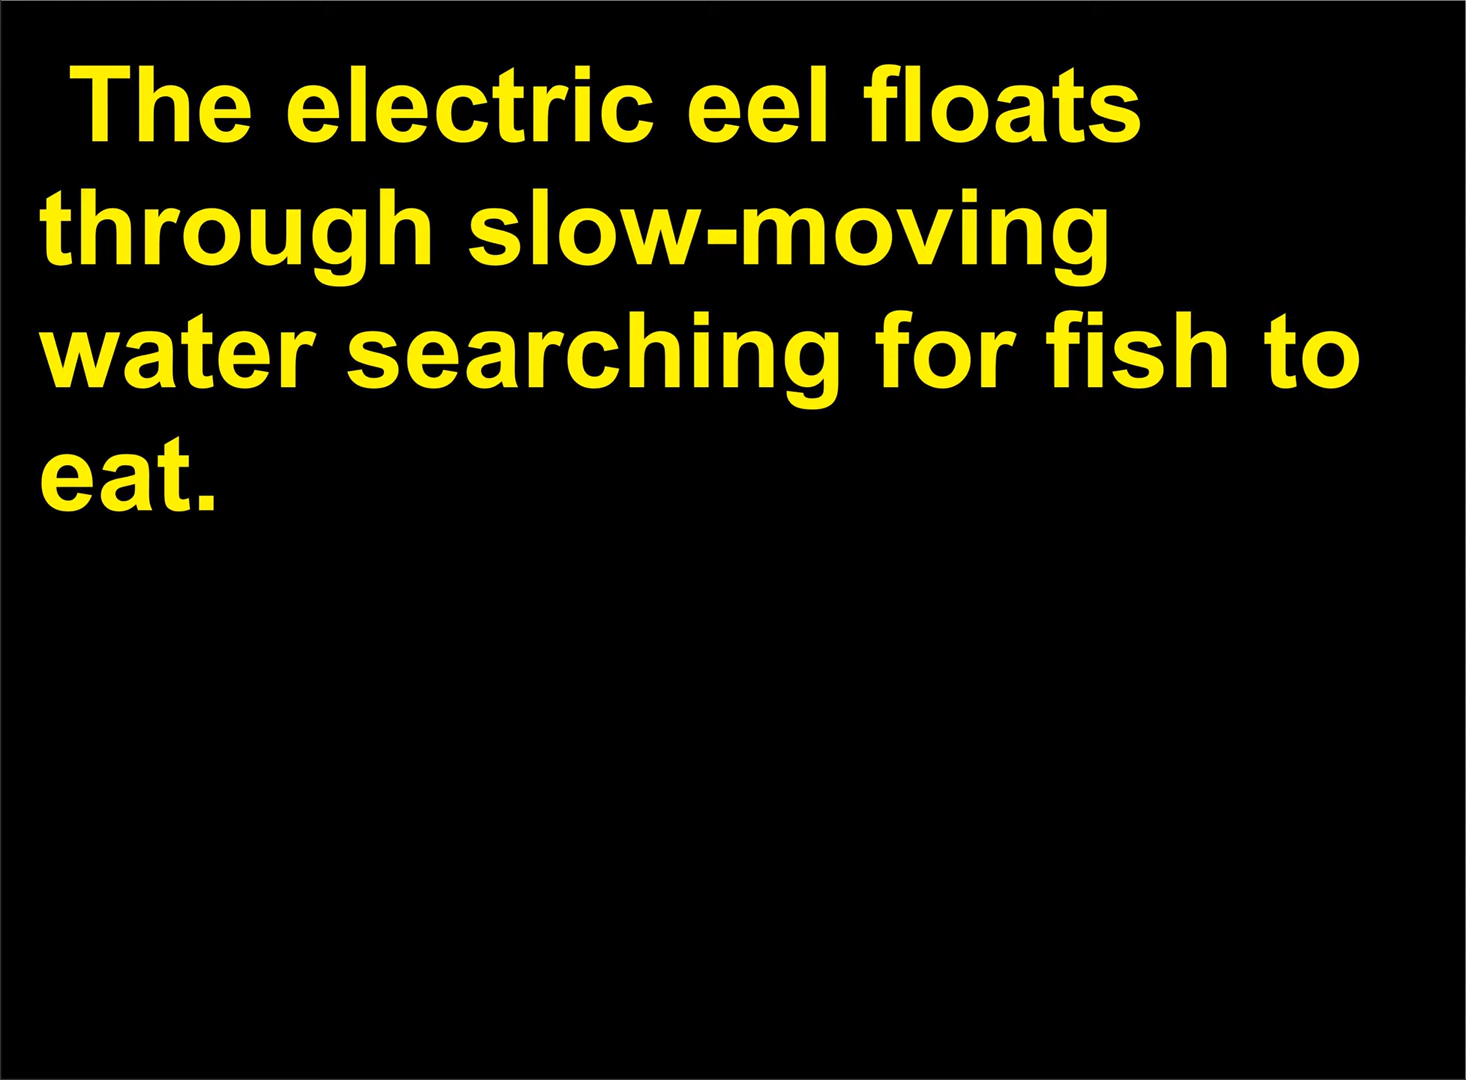 The electric eel floats
through slow-moving
water searching for fish to
eat.